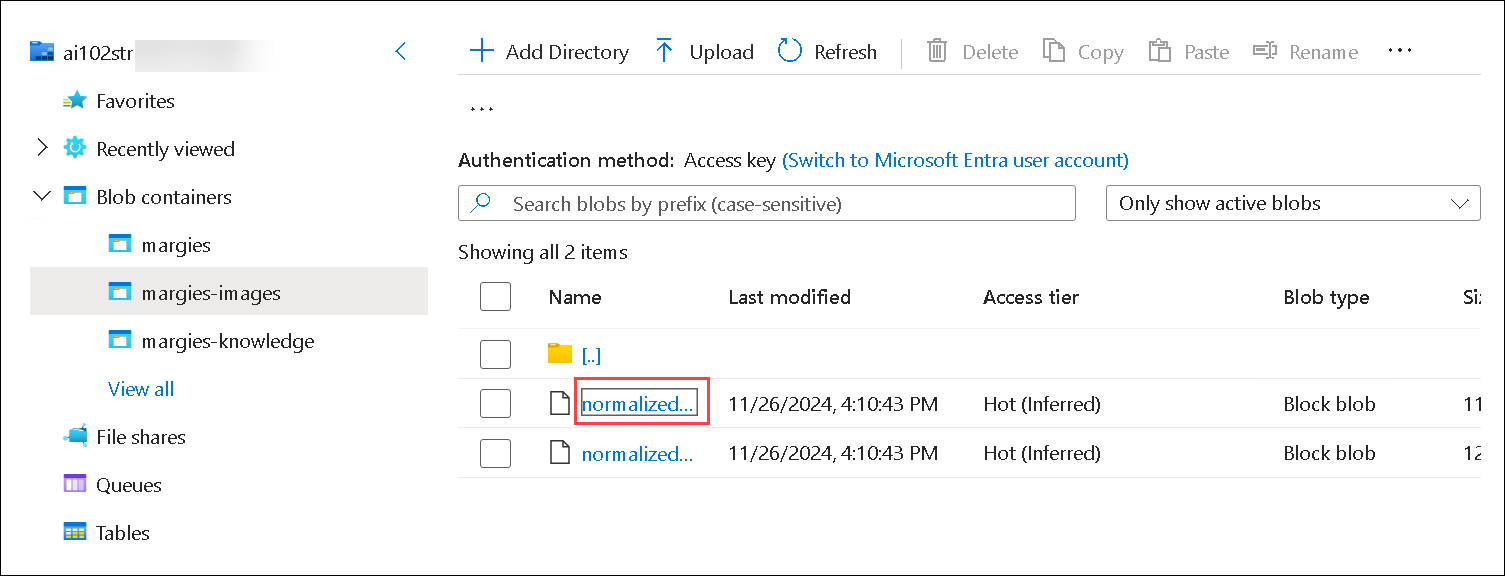 ai102str
Favorites
Recently viewed
Blob containers
margies
margies-images
margies-knowledge
View all
File shares
Queues
Tables
Add Directory Upload Refresh Delete Copy Paste Rename ...
...
Authentication method: Access key (Switch to Microsoft Entra user account)
Search blobs by prefix (case-sensitive) Only show active blobs
Showing all 2 items
Name Last modified Access tier Blob type
[..]
normalized... 11/26/2024, 4:10:43 PM Hot (Inferred) Block blob 11
normalized... 11/26/2024, 4:10:43 PM Hot (Inferred) Block blob 12